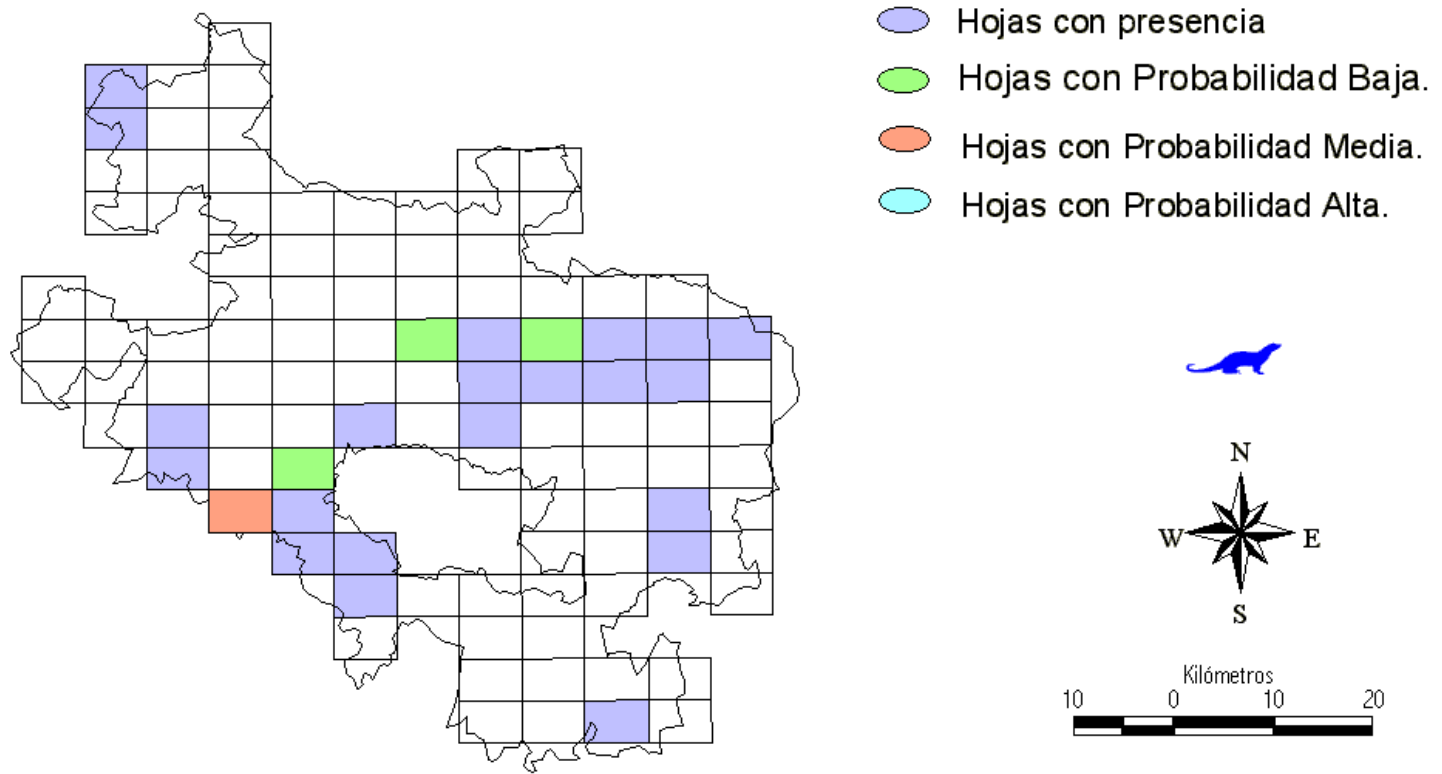 Hojas con presencia
Hojas con Probabilidad Baja.
Hojas con Probabilidad Media.
Hojas con Probabilidad Alta.
N
W E
S
Kilómetros
10 0 10 20